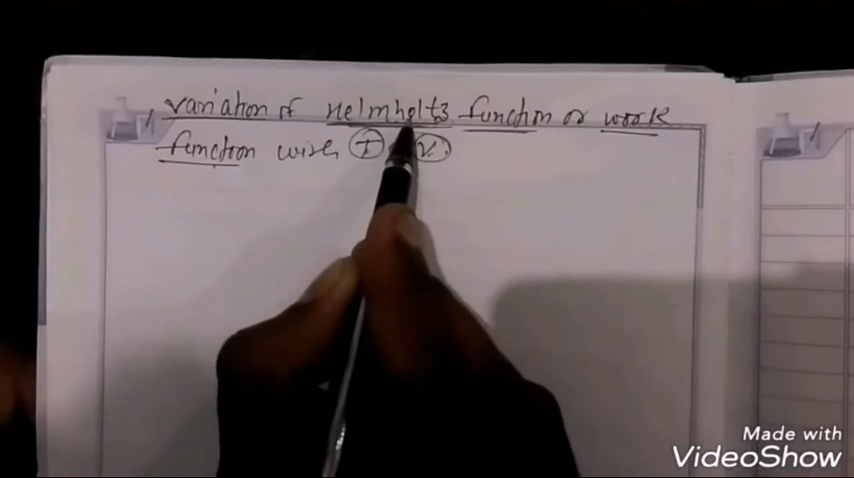 variation of Helmholtz function or work
function with T & V.
Made with
VideoShow